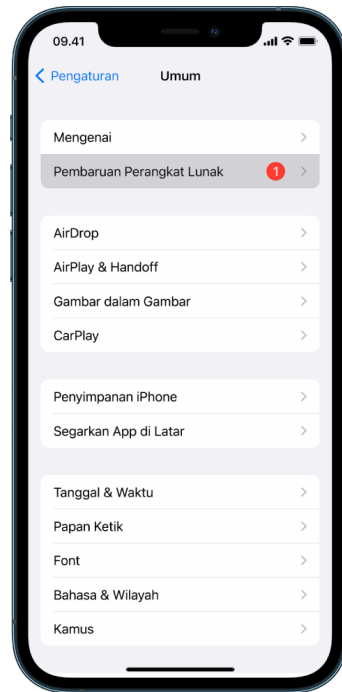 09.41
Pengaturan Umum
Mengenai
Pembaruan Perangkat Lunak 1
AirDrop
AirPlay & Handoff
Gambar dalam Gambar
CarPlay
Penyimpanan iPhone
Segarkan App di Latar
Tanggal & Waktu
Papan Ketik
Font
Bahasa & Wilayah
Kamus